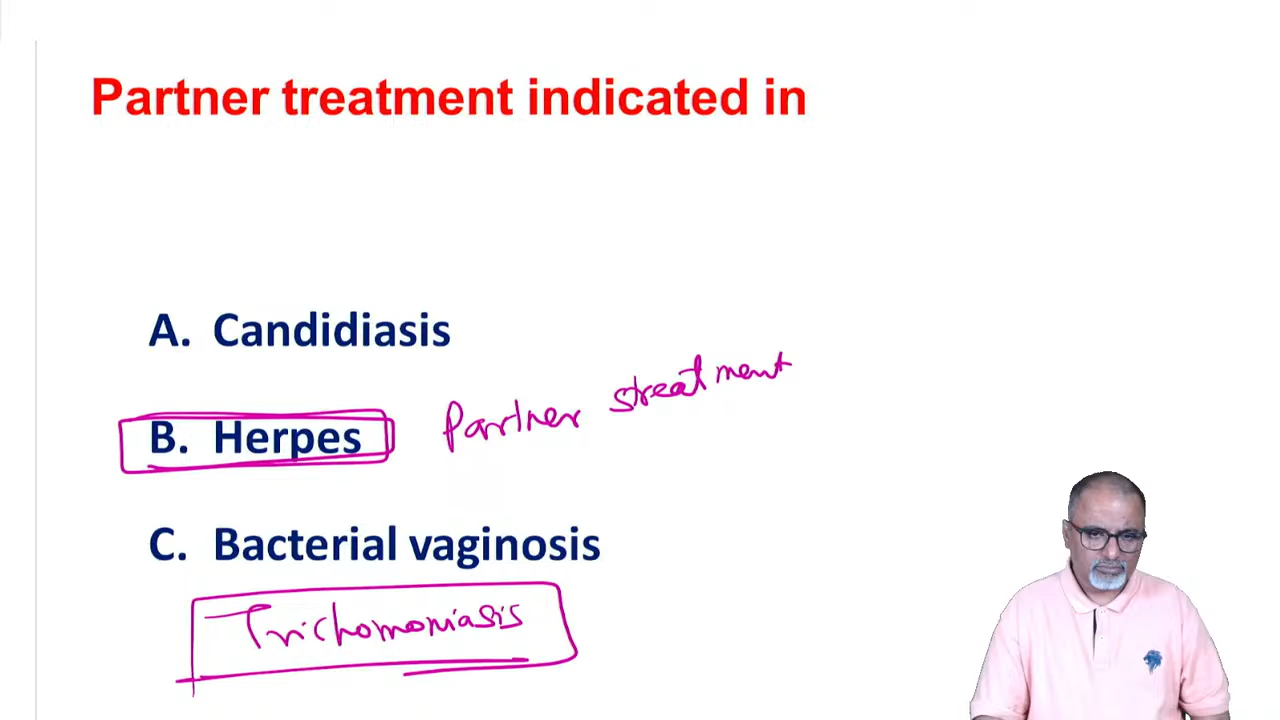 Partner treatment indicated in
A. Candidiasis
B. Herpes
Partner streatment
C. Bacterial vaginosis
Trichomoniasis